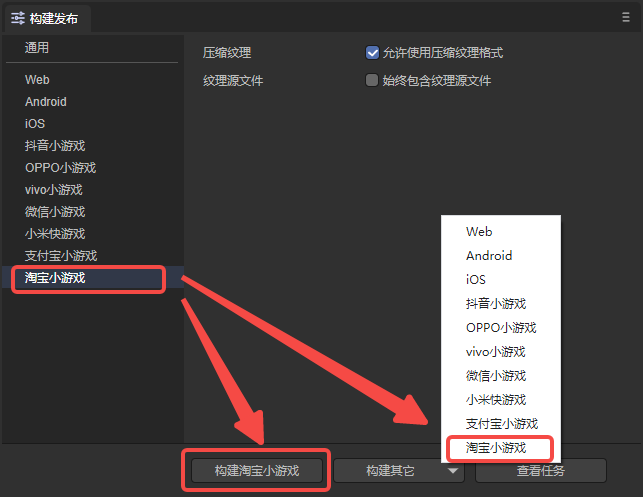 构建发布
通用
Web
Android
iOS
抖音小游戏
OPPO小游戏
vivo小游戏
微信小游戏
小米快游戏
支付宝小游戏
淘宝小游戏
压缩纹理 允许使用压缩纹理格式
纹理源文件 始终包含纹理源文件
Web
Android
iOS
抖音小游戏
OPPO小游戏
vivo小游戏
微信小游戏
小米快游戏
支付宝小游戏
淘宝小游戏
构建淘宝小游戏 构建其它 查看任务